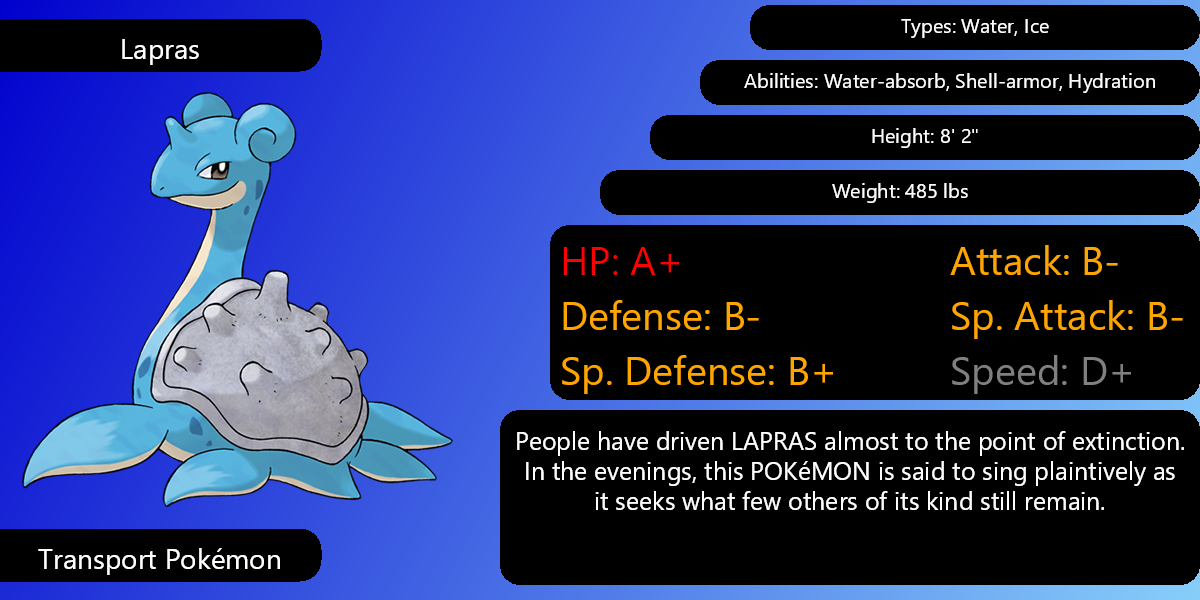 Lapras
Types: Water, Ice
Abilities: Water-absorb, Shell-armor, Hydration
Height: 8' 2"
Weight: 485 lbs
HP: A+ Attack: B-
Defense: B- Sp. Attack: B-
Sp. Defense: B+ Speed: D+
People have driven LAPRAS almost to the point of extinction.
In the evenings, this POKéMON is said to sing plaintively as
it seeks what few others of its kind still remain.
Transport Pokémon